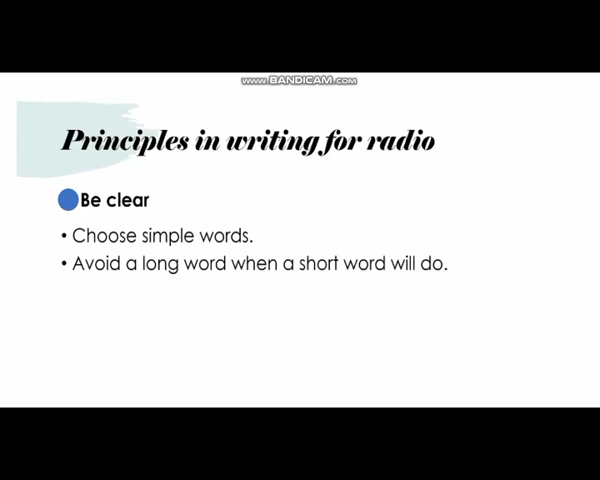 www.BANDICAM.com
Principles in writing for radio
Be clear
• Choose simple words.
• Avoid a long word when a short word will do.